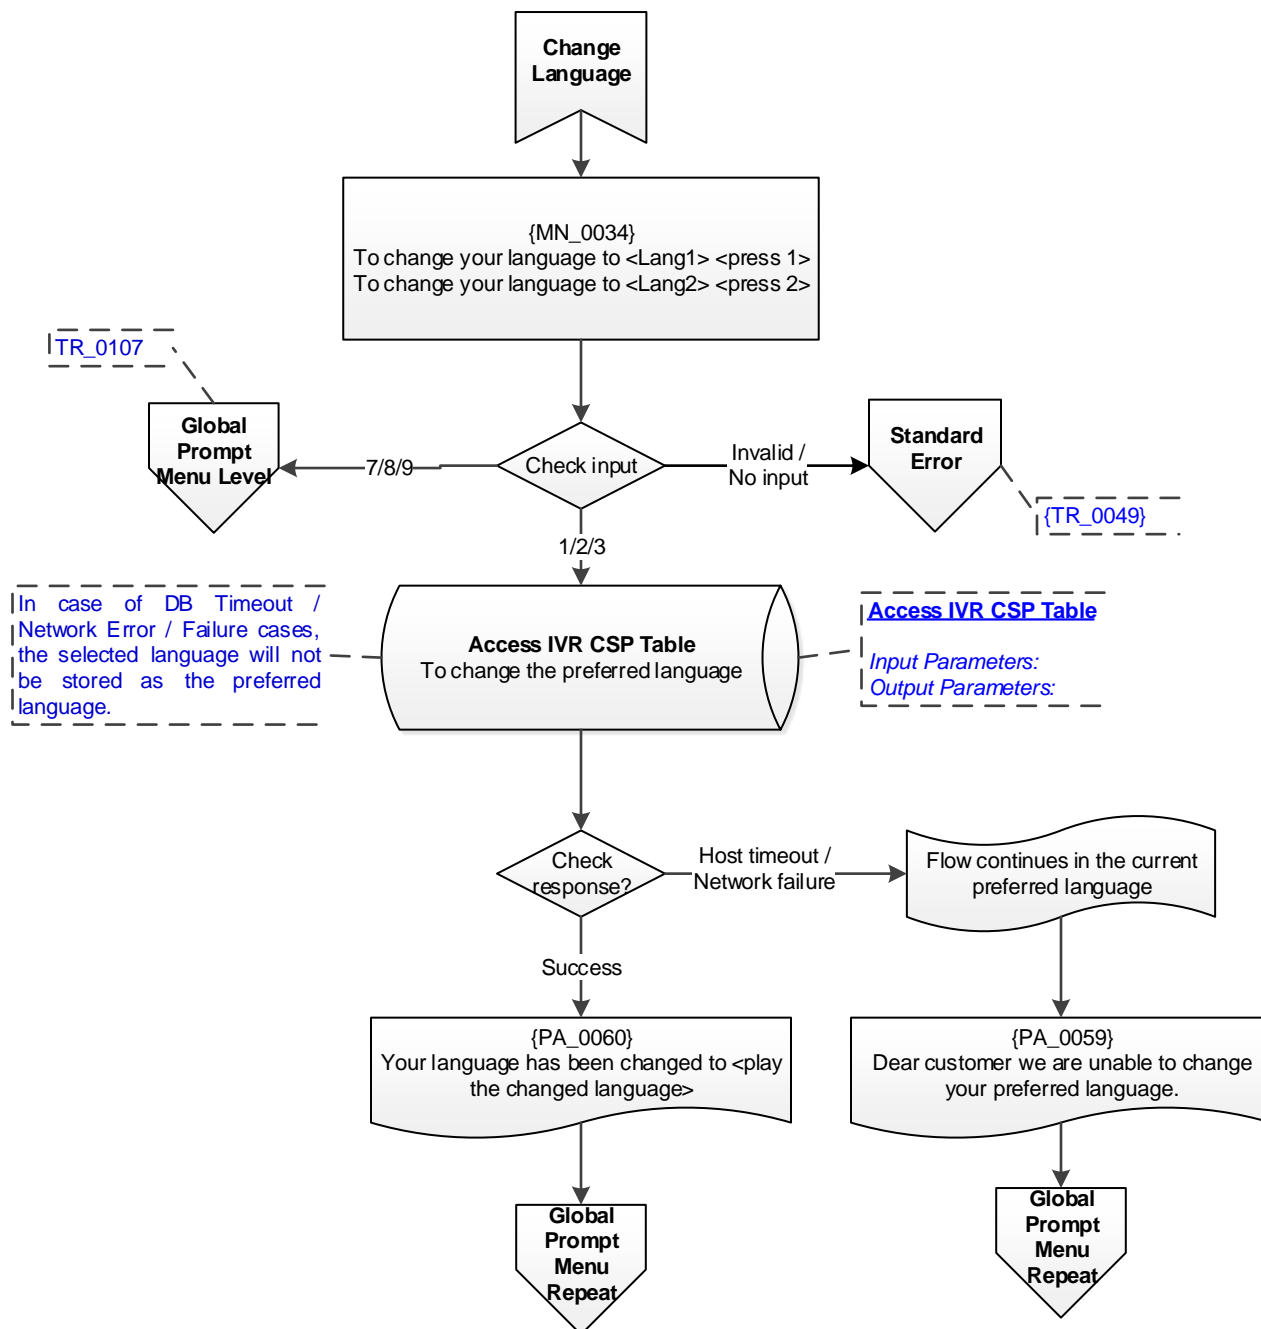 Change
Language
{MN_0034}
To change your language to <Lang1> <press 1>
To change your language to <Lang2> <press 2>
TR_0107
Global
Prompt
Menu Level
7/8/9
Check input
Invalid /
No input
Standard
Error
{TR_0049}
1/2/3
In case of DB Timeout /
Network Error / Failure cases,
the selected language will not
be stored as the preferred
language.
Access IVR CSP Table
To change the preferred language
Access IVR CSP Table
Input Parameters:
Output Parameters:
Check
response?
Host timeout /
Network failure
Flow continues in the current
preferred language
Success
{PA_0060}
Your language has been changed to <play
the changed language>
{PA_0059}
Dear customer we are unable to change
your preferred language.
Global
Prompt
Menu
Repeat
Global
Prompt
Menu
Repeat